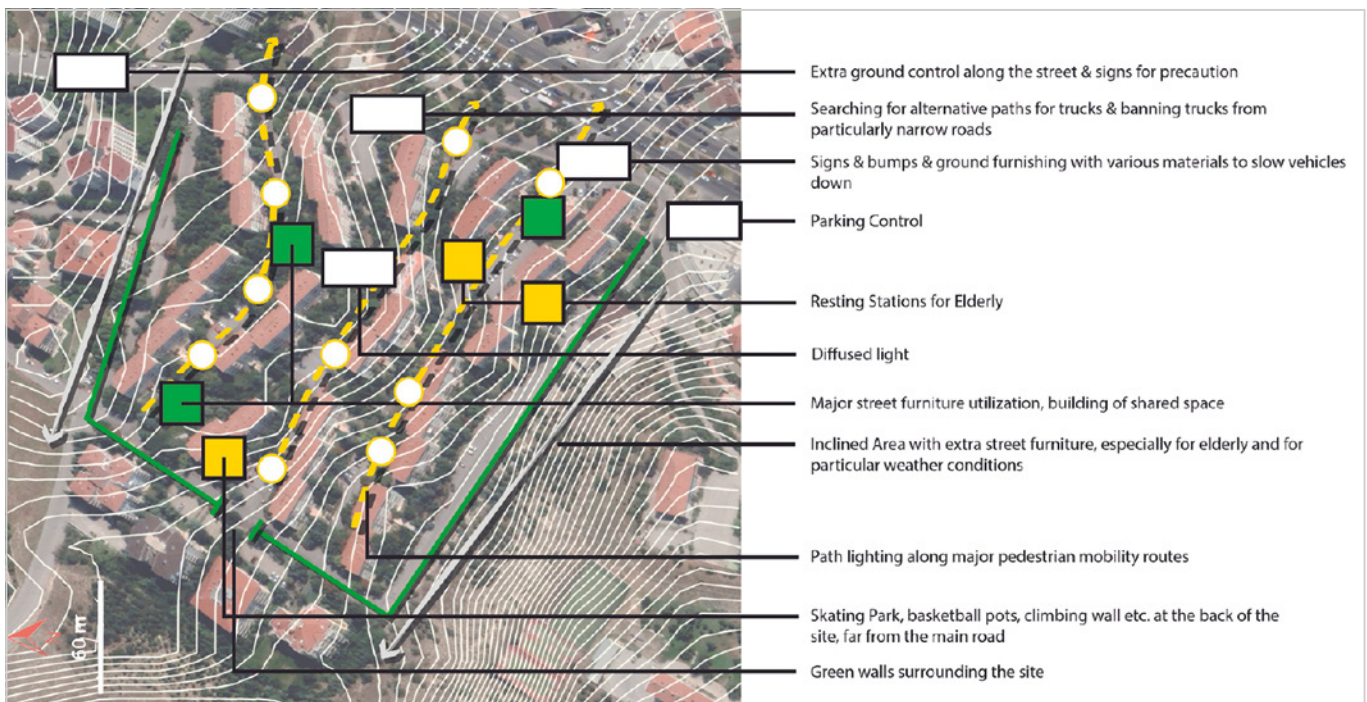 Extra ground control along the street & signs for precaution
Searching for alternative paths for trucks & banning trucks from
particularly narrow roads
Signs & bumps & ground furnishing with various materials to slow vehicles
down
Parking Control
Resting Stations for Elderly
Diffused light
Major street furniture utilization, building of shared space
Inclined Area with extra street furniture, especially for elderly and for
particular weather conditions
Path lighting along major pedestrian mobility routes
Skating Park, basketball pots, climbing wall etc. at the back of the
site, far from the main road
Green walls surrounding the site
60 m